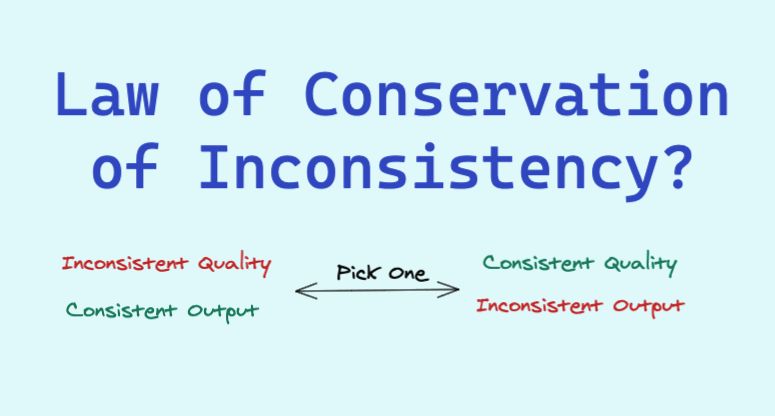 Law of Conservation
of Inconsistency?
Inconsistent Quality
Consistent Output
Pick One
Consistent Quality
Inconsistent Output